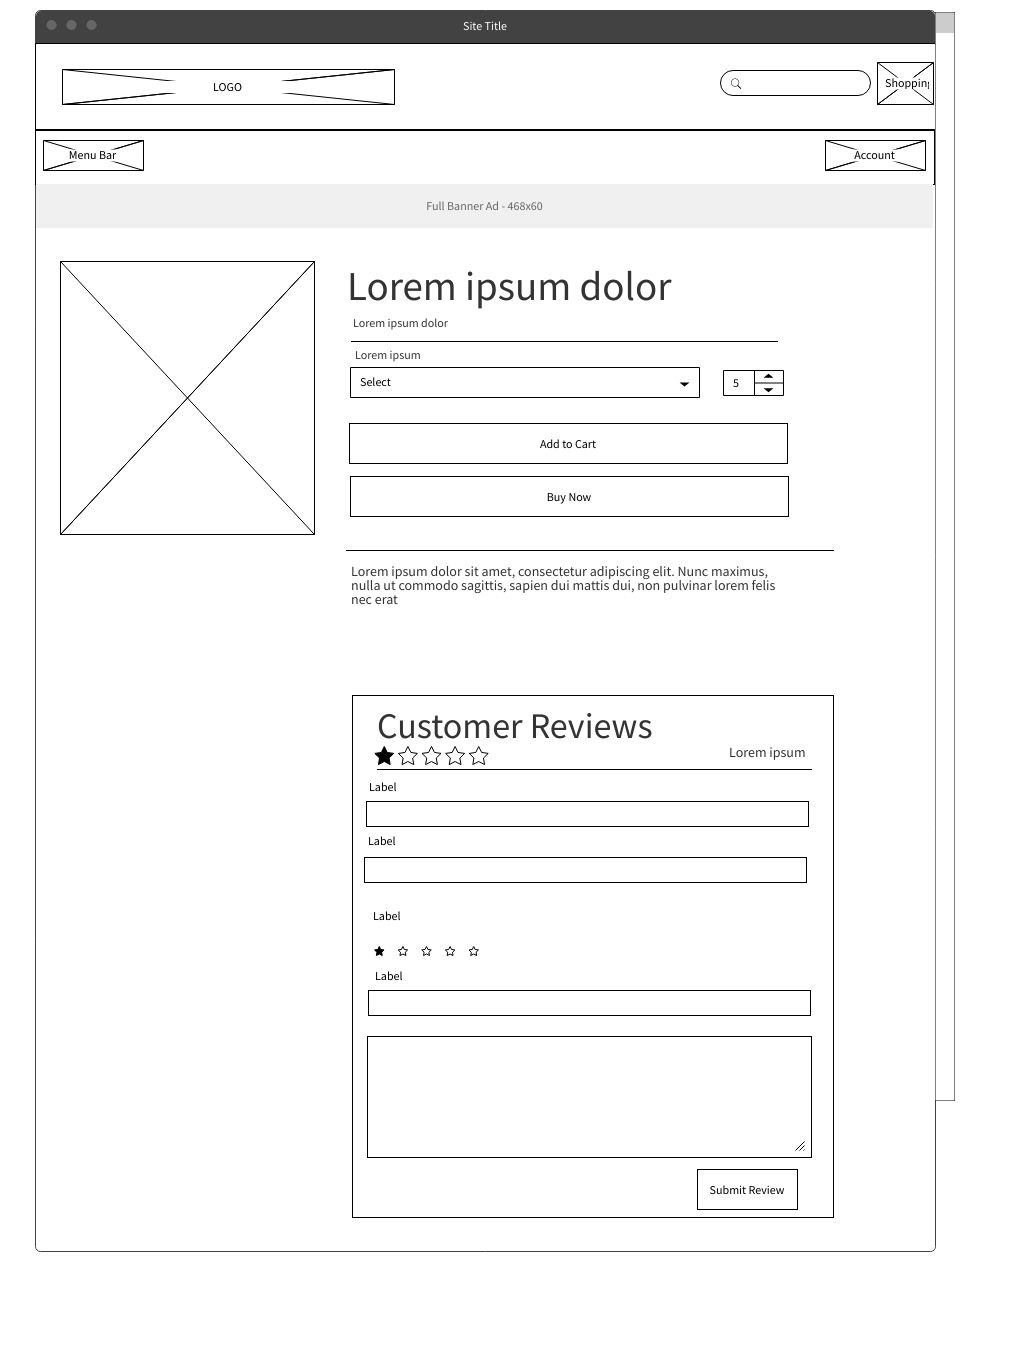 Site Title
LOGO
Shopping
Menu Bar
Account
Full Banner Ad - 468x60
Lorem ipsum dolor
Lorem ipsum dolor
Lorem ipsum
Select
5
Add to Cart
Buy Now
Lorem ipsum dolor sit amet, consectetur adipiscing elit. Nunc maximus,
nulla ut commodo sagittis, sapien dui mattis dui, non pulvinar lorem felis
nec erat
Customer Reviews
Lorem ipsum
Label
Label
Label
Label
Submit Review